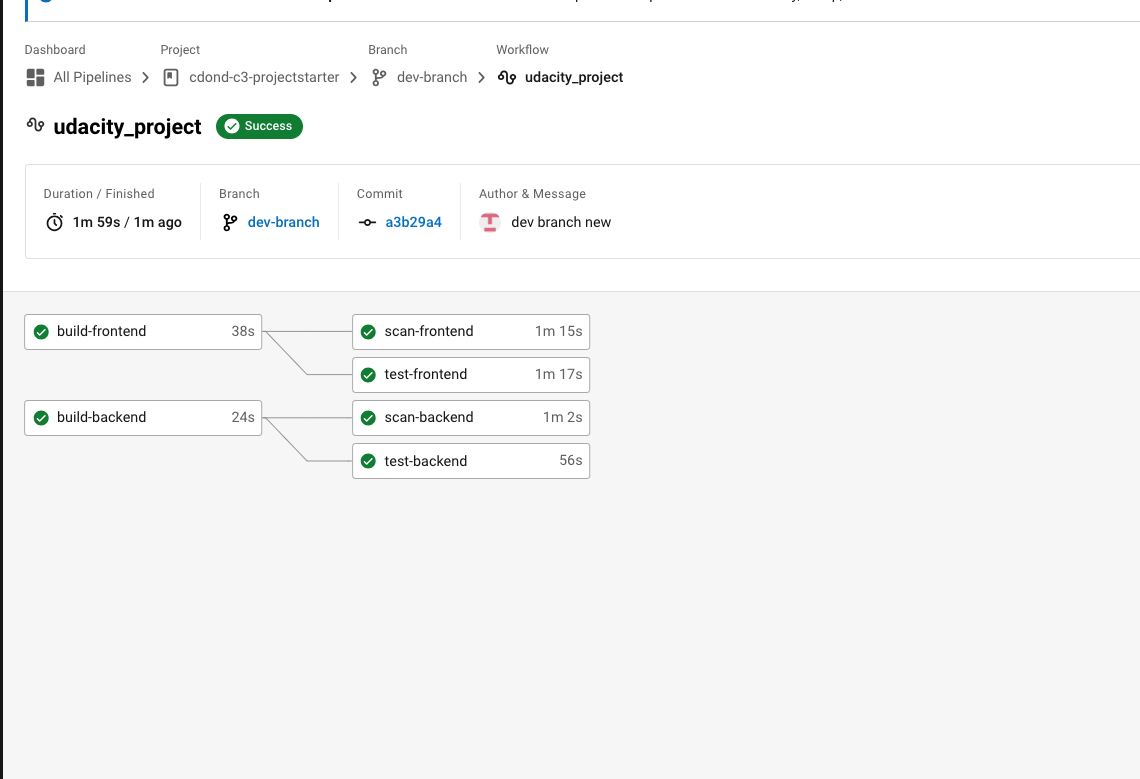 Dashboard Project Branch Workflow
All Pipelines cdond-c3-projectstarter dev-branch udacity_project
udacity_project Success
Duration / Finished Branch Commit Author & Message
1m 59s / 1m ago dev-branch a3b29a4 dev branch new
build-frontend 38s scan-frontend 1m 15s
test-frontend 1m 17s
build-backend 24s scan-backend 1m 2s
test-backend 56s